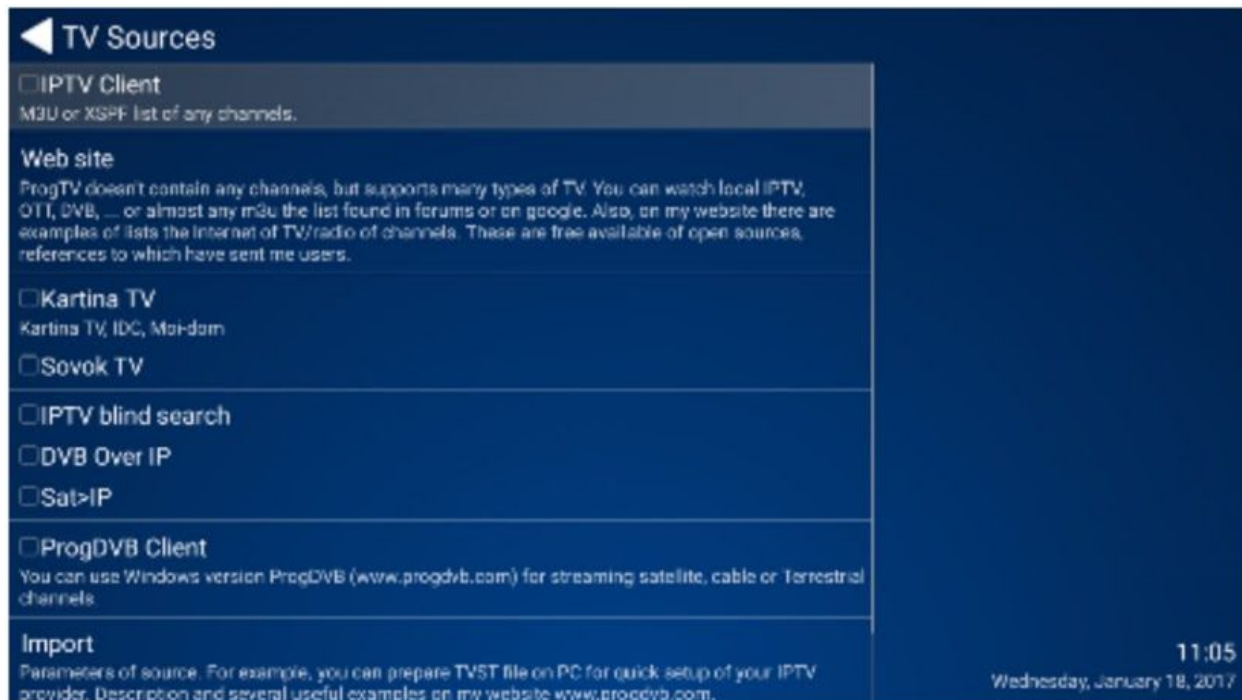 TV Sources
IPTV Client
M3U or XSPF list of any channels.
Web site
ProgTV doesn't contain any channels, but supports many types of TV. You can watch local IPTV,
OTT, DVB, ... or almost any m3u the list found in forums or on google. Also, on my website there are
examples of lists the Internet of TV/radio of channels. These are free available of open sources,
references to which have sent me users.
Kartina TV
Kartina TV, IDC, Moi-dom
Sovok TV
IPTV blind search
DVB Over IP
Sat>IP
ProgDVB Client
You can use Windows version ProgDVB (www.progdvb.com) for streaming satellite, cable or Terrestrial
channels.
Import
Parameters of source. For example, you can prepare TVST file on PC for quick setup of your IPTV
provider. Description and several useful examples on my website www.progdvb.com.
11:05
Wednesday, January 18, 2017